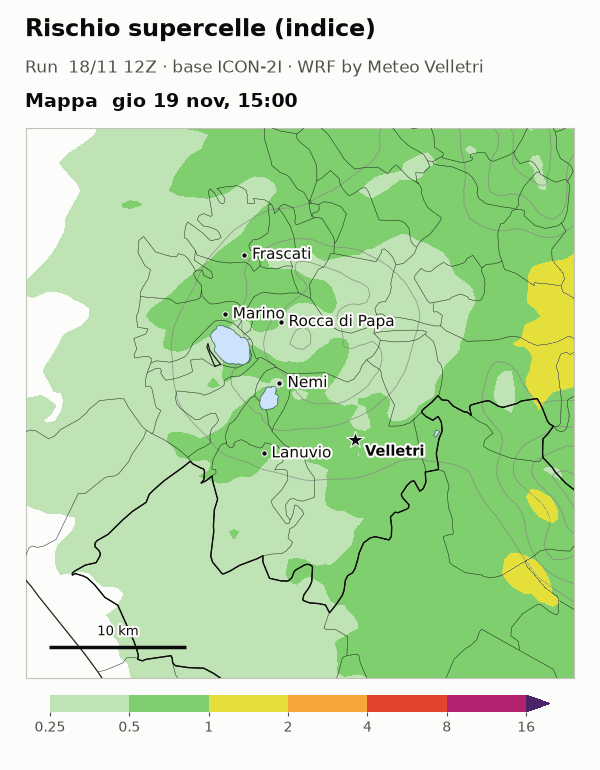 Rischio supercelle (indice)
Run  18/11 12Z · base ICON-2I · WRF by Meteo Velletri
Mappa  gio 19 nov, 15:00
Frascati
Marino
Rocca di Papa
Nemi
Velletri
Lanuvio
10 km
0.25 0.5 1 2 4 8 16